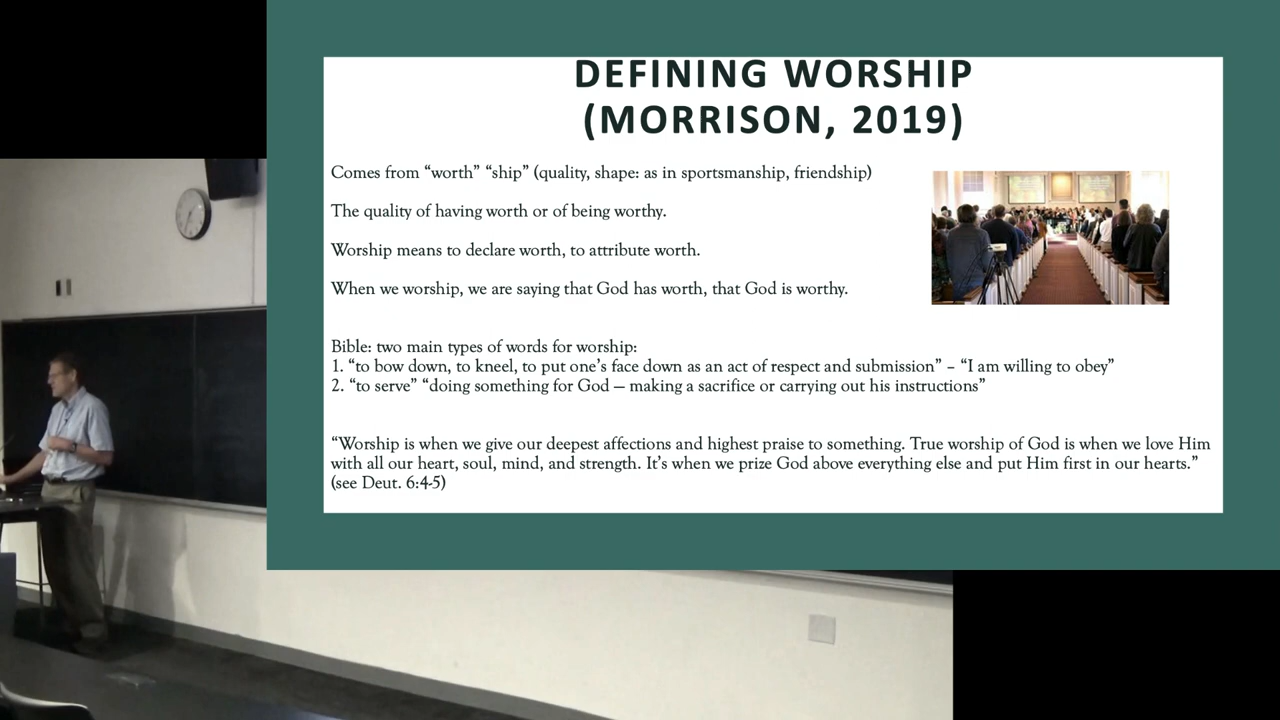 DEFINING WORSHIP
(MORRISON, 2019)
Comes from “worth” “ship” (quality, shape: as in sportsmanship, friendship)
The quality of having worth or of being worthy.
Worship means to declare worth, to attribute worth.
When we worship, we are saying that God has worth, that God is worthy.
Bible: two main types of words for worship:
1. “to bow down, to kneel, to put one’s face down as an act of respect and submission” – “I am willing to obey”
2. “to serve” “doing something for God — making a sacrifice or carrying out his instructions”
“Worship is when we give our deepest affections and highest praise to something. True worship of God is when we love Him
with all our heart, soul, mind, and strength. It’s when we prize God above everything else and put Him first in our hearts.”
(see Deut. 6:4-5)